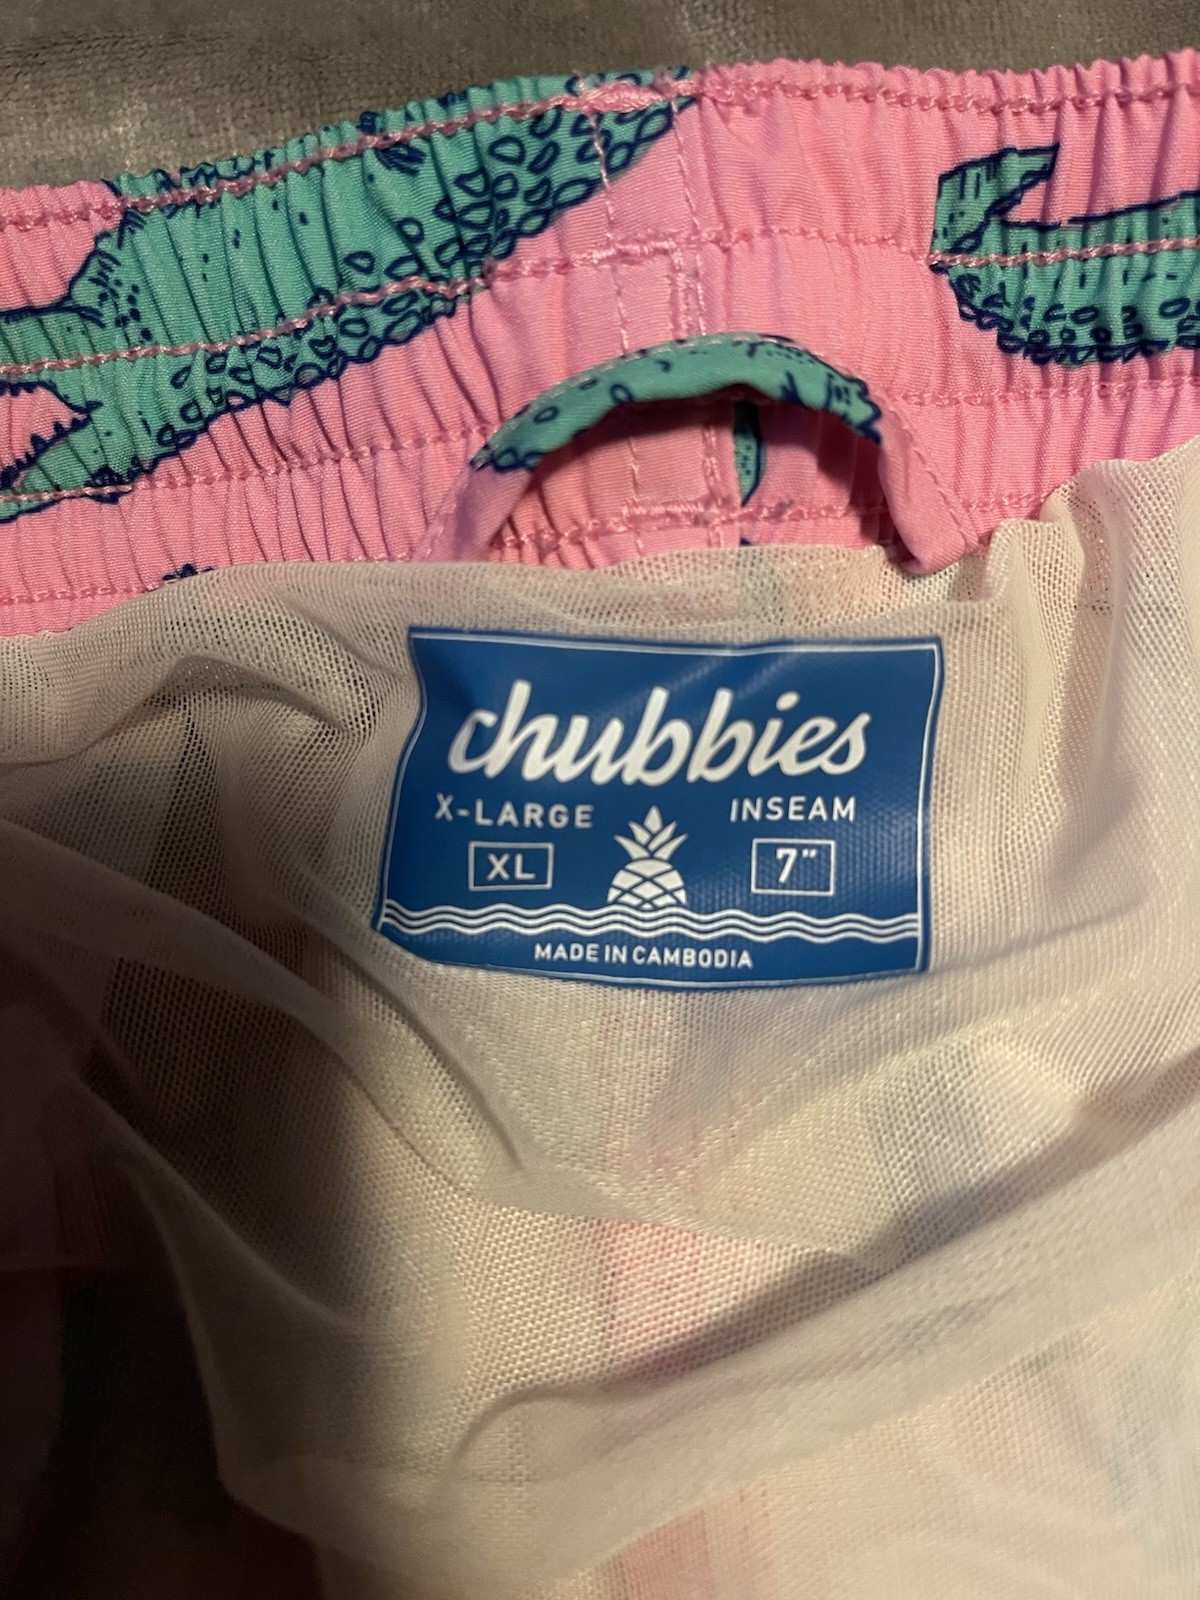 chubbies
X-LARGE INSEAM
XL 7"
MADE IN CAMBODIA